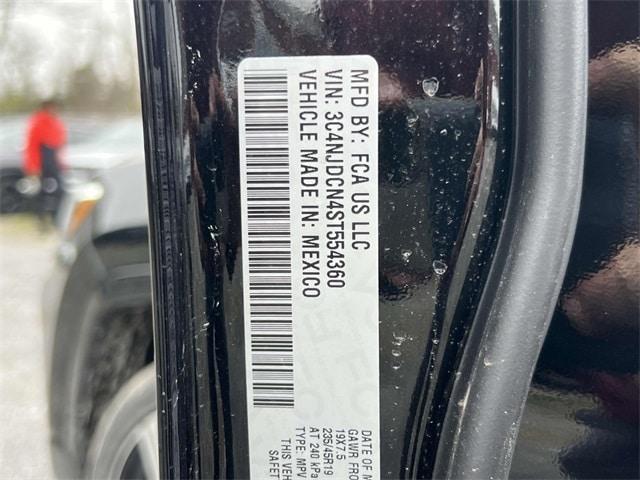 MFD BY: FCA US LLC
VIN: 3C4NJDCN4ST554360
VEHICLE MADE IN: MEXICO
DATE OF M
GAWR FRO
19X7.5
235/45R19
AT 240 kPa
TYPE: MPV
THIS VEH
SAFET